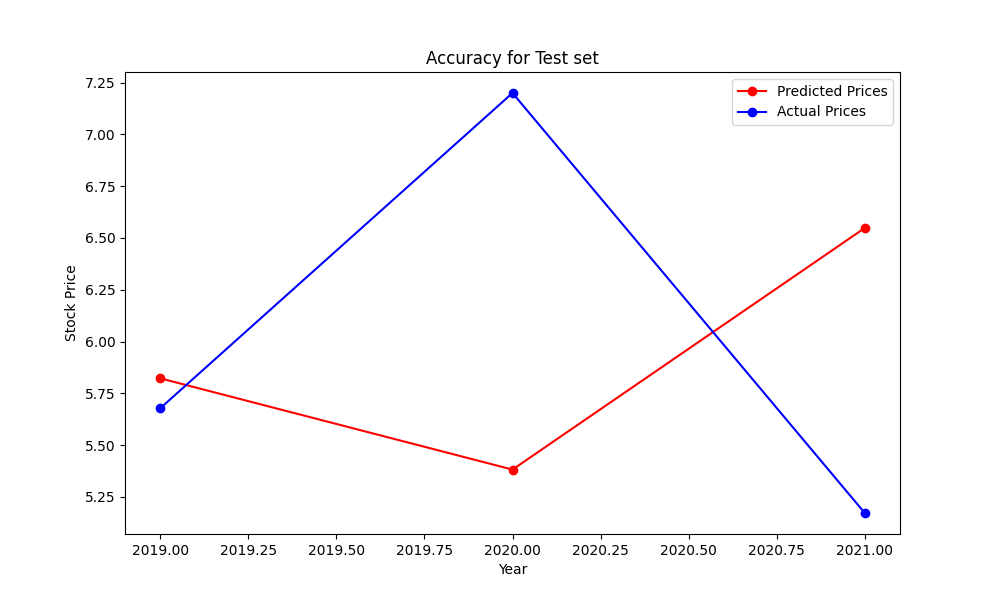 Accuracy for Test set
Predicted Prices
Actual Prices
7.25
7.00
6.75
6.50
6.25
6.00
5.75
5.50
5.25
Stock Price
2019.00 2019.25 2019.50 2019.75 2020.00 2020.25 2020.50 2020.75 2021.00
Year